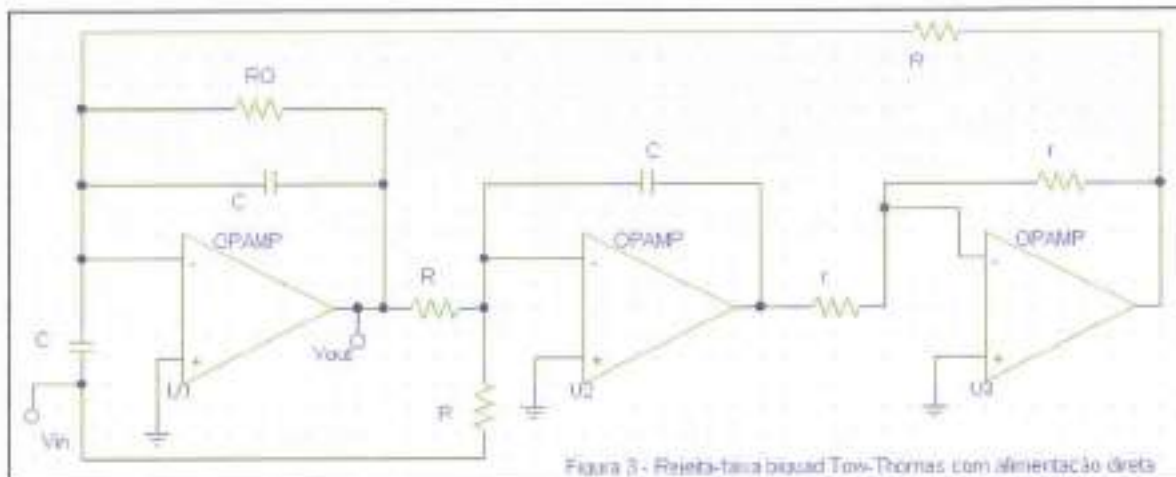 R
RQ
C
C
r
OPAMP
OPAMP
OPAMP
R
r
C
Vout
U1
U2
U3
R
Vin
Figura 3 - Rejeita-faixa biquad Tow-Thomas com alimentação direta